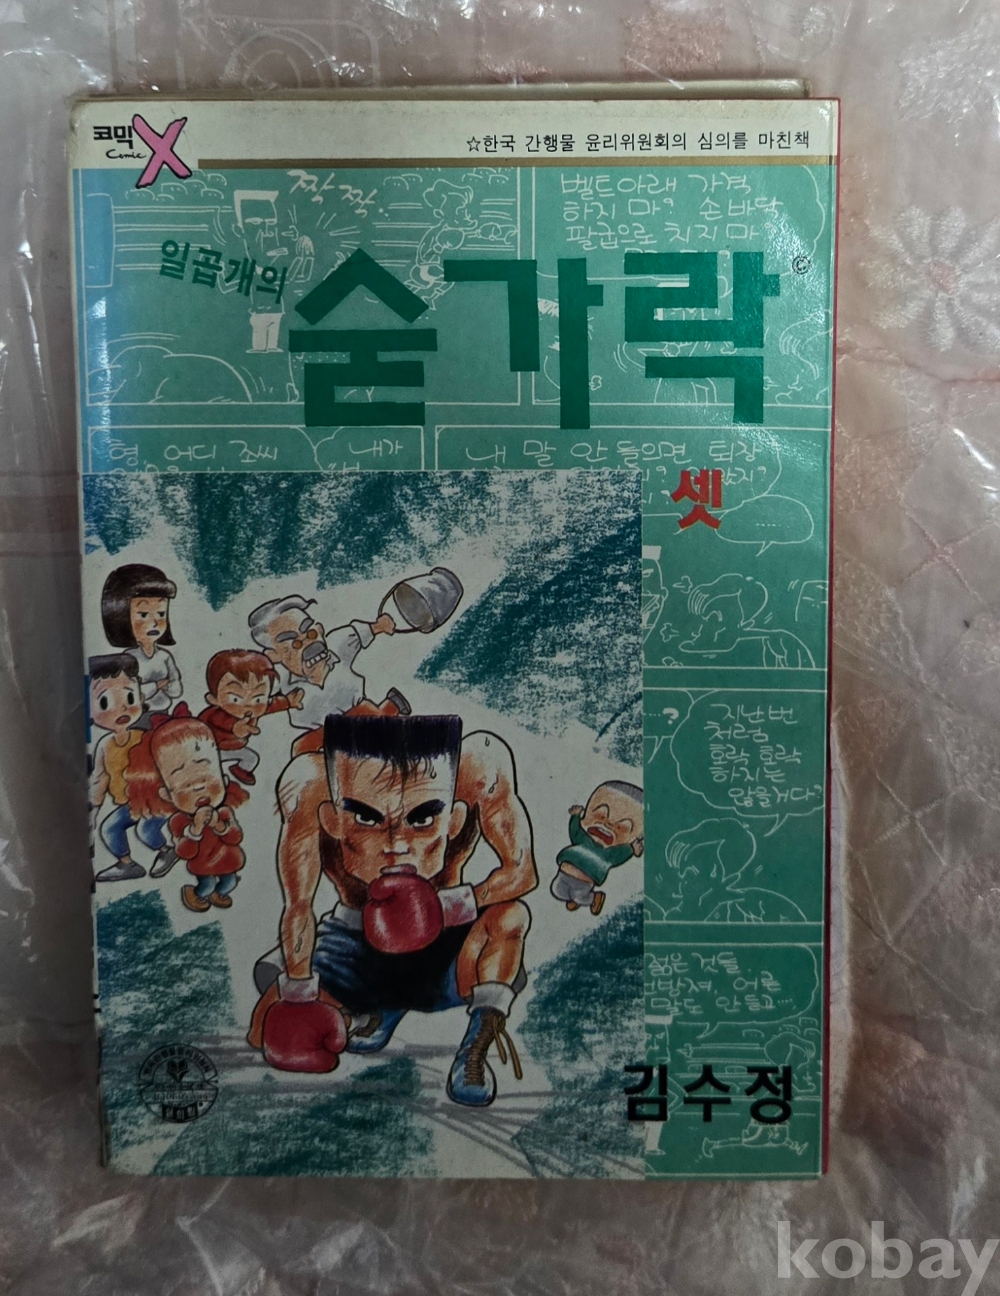 코믹X
Comic
☆한국 간행물 윤리위원회의 심의를 마친책
짝 짝
벨트아래 가격
하지 마? 손바닥
팔굽으로 치지 마?
일곱개의
숟가락
©
형 어디 조씨
내가
내 말 안 들으면 퇴장
셋
지난번
처럼
호락 호락
하지는
않을거다?
젊은 것들
어른
말도 안 듣고....
김수정
kobay